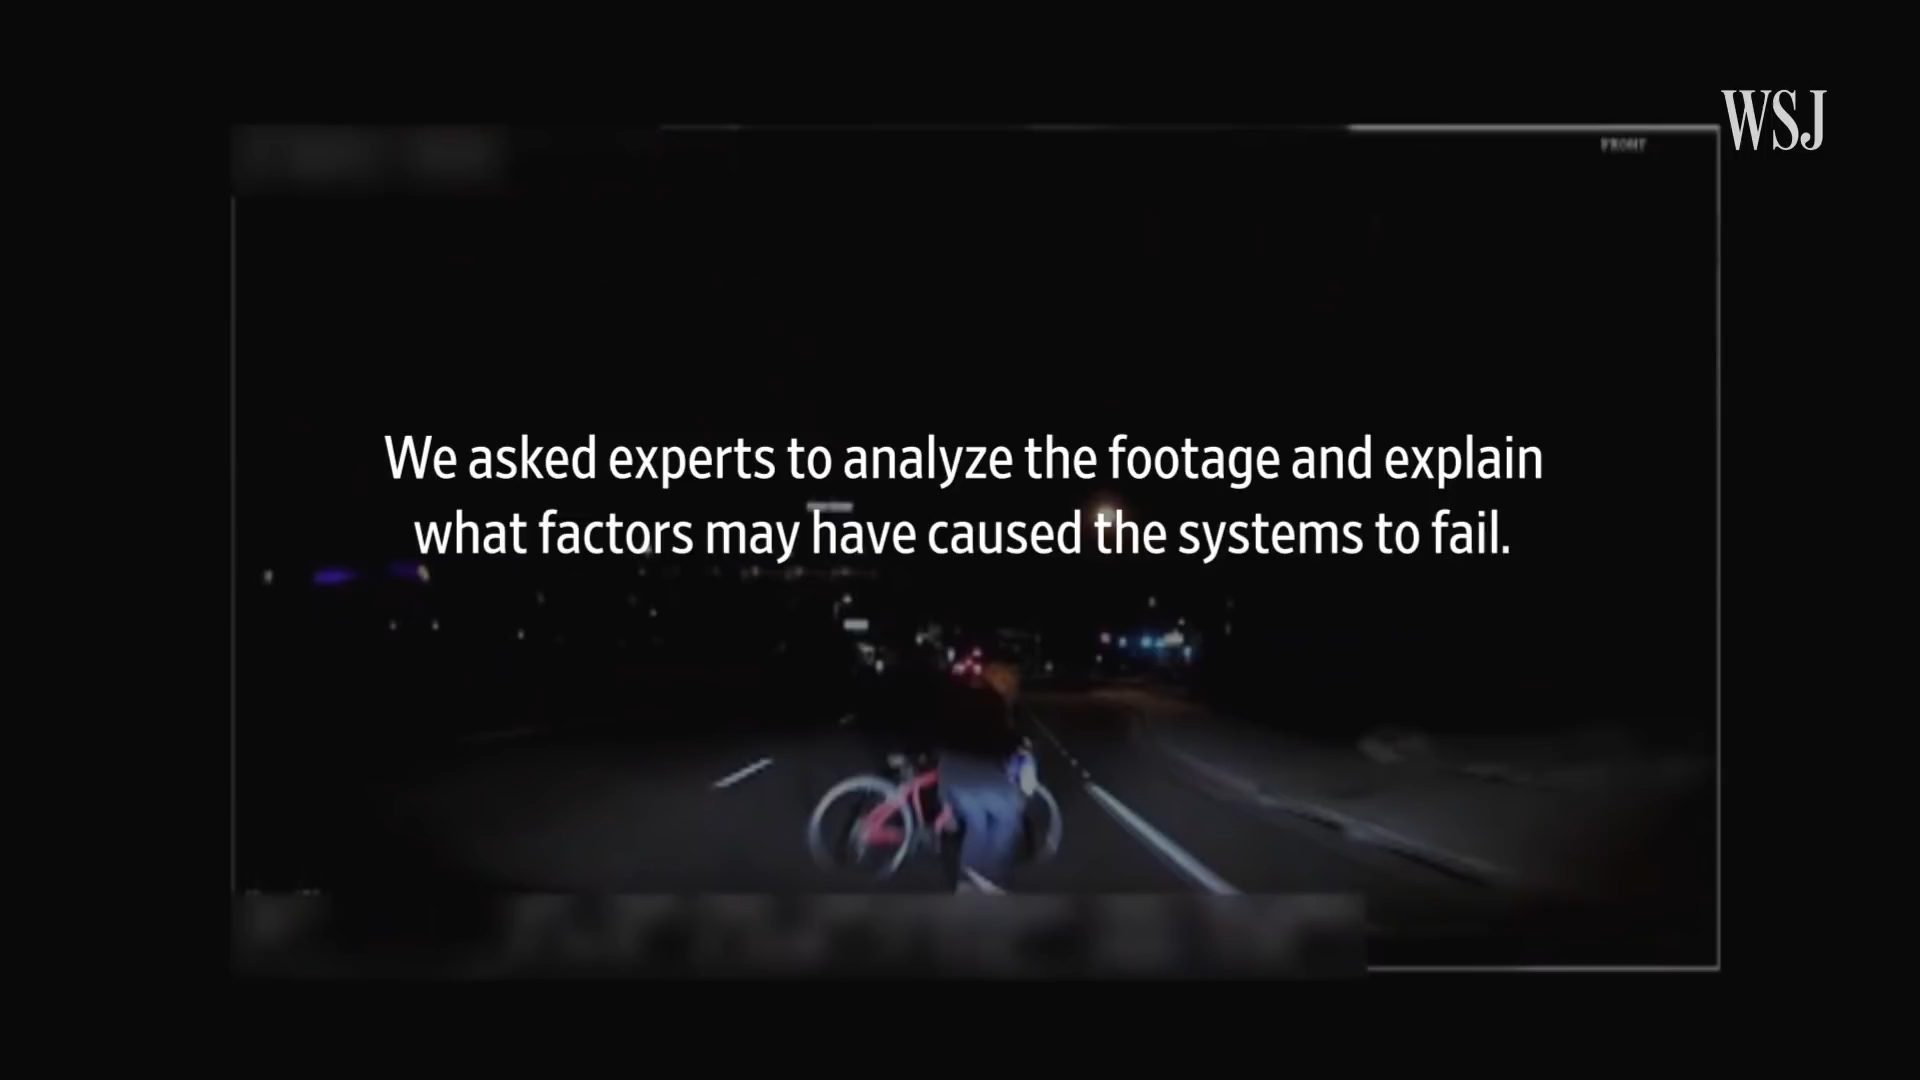 WSJ
FRONT
We asked experts to analyze the footage and explain
what factors may have caused the systems to fail.